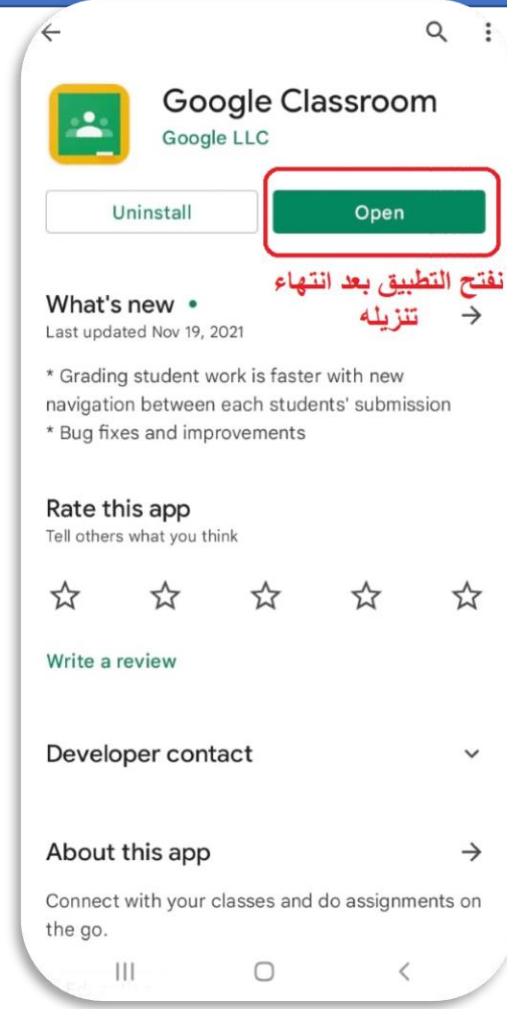 Google Classroom
Google LLC
Uninstall
Open
نفتح التطبيق بعد انتهاء
تنزيله
What's new •
Last updated Nov 19, 2021
* Grading student work is faster with new
navigation between each students' submission
* Bug fixes and improvements
Rate this app
Tell others what you think
Write a review
Developer contact
About this app
Connect with your classes and do assignments on
the go.